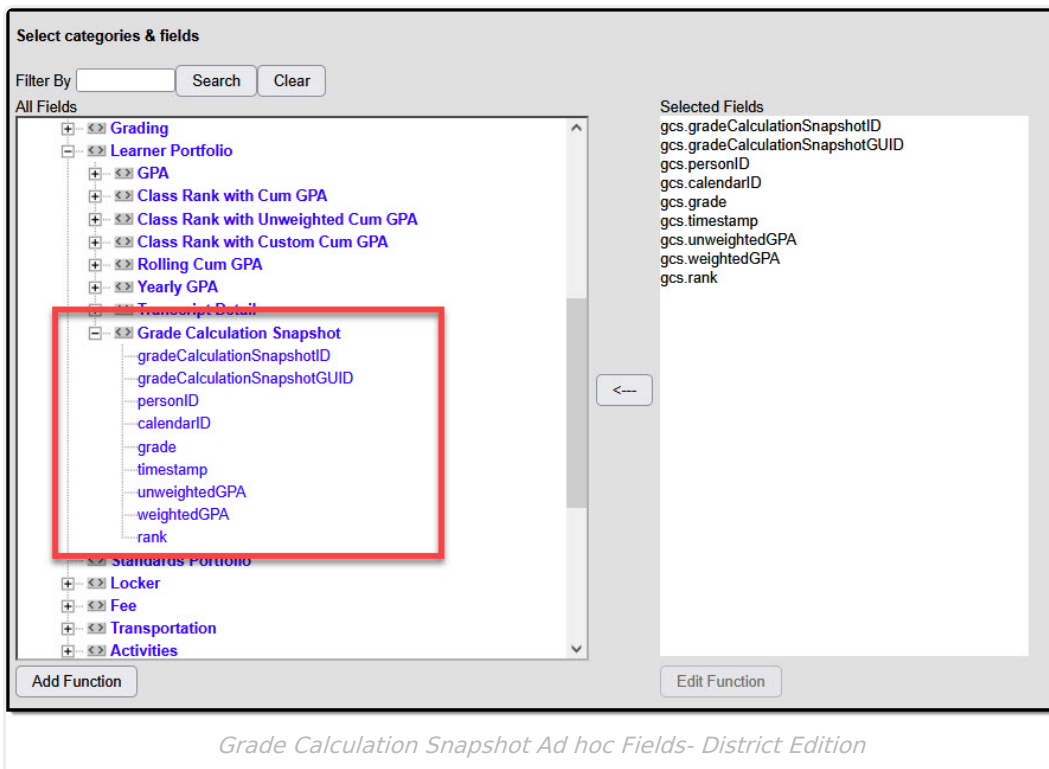 Select categories & fields
Filter By Search Clear
All Fields
Grading
Learner Portfolio
GPA
Class Rank with Cum GPA
Class Rank with Unweighted Cum GPA
Class Rank with Custom Cum GPA
Rolling Cum GPA
Yearly GPA
Transcript Detail
Grade Calculation Snapshot
gradeCalculationSnapshotID
gradeCalculationSnapshotGUID
personID
calendarID
grade
timestamp
unweightedGPA
weightedGPA
rank
Standards Portfolio
Locker
Fee
Transportation
Activities
Add Function
<---
Selected Fields
gcs.gradeCalculationSnapshotID
gcs.gradeCalculationSnapshotGUID
gcs.personID
gcs.calendarID
gcs.grade
gcs.timestamp
gcs.unweightedGPA
gcs.weightedGPA
gcs.rank
Edit Function
Grade Calculation Snapshot Ad hoc Fields- District Edition